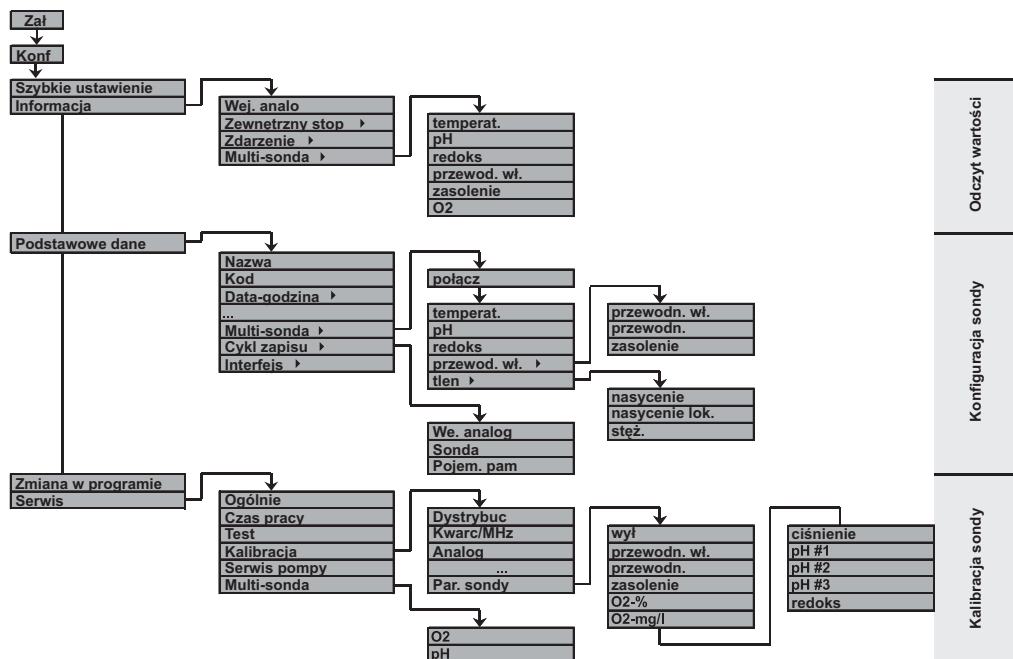 Zał
Konf
Szybkie ustawienie
Informacja
Wej. analo
Zewnętrzny stop
Zdarzenie
Multi-sonda
temperat.
pH
redoks
przewod. wł.
zasolenie
O2
Odczyt wartości
Podstawowe dane
Nazwa
Kod
Data-godzina
...
Multi-sonda
Cykl zapisu
Interfejs
połącz
temperat.
pH
redoks
przewod. wł.
tlen
przewodn. wł.
przewodn.
zasolenie
nasycenie
nasycenie lok.
stęż.
We. analog
Sonda
Pojem. pam
Konfiguracja sondy
Zmiana w programie
Serwis
Ogólnie
Czas pracy
Test
Kalibracja
Serwis pompy
Multi-sonda
Dystrybuc
Kwarc/MHz
Analog
...
Par. sondy
O2
pH
wył
przewodn. wł.
przewodn.
zasolenie
O2-%
O2-mg/l
ciśnienie
pH #1
pH #2
pH #3
redoks
Kalibracja sondy